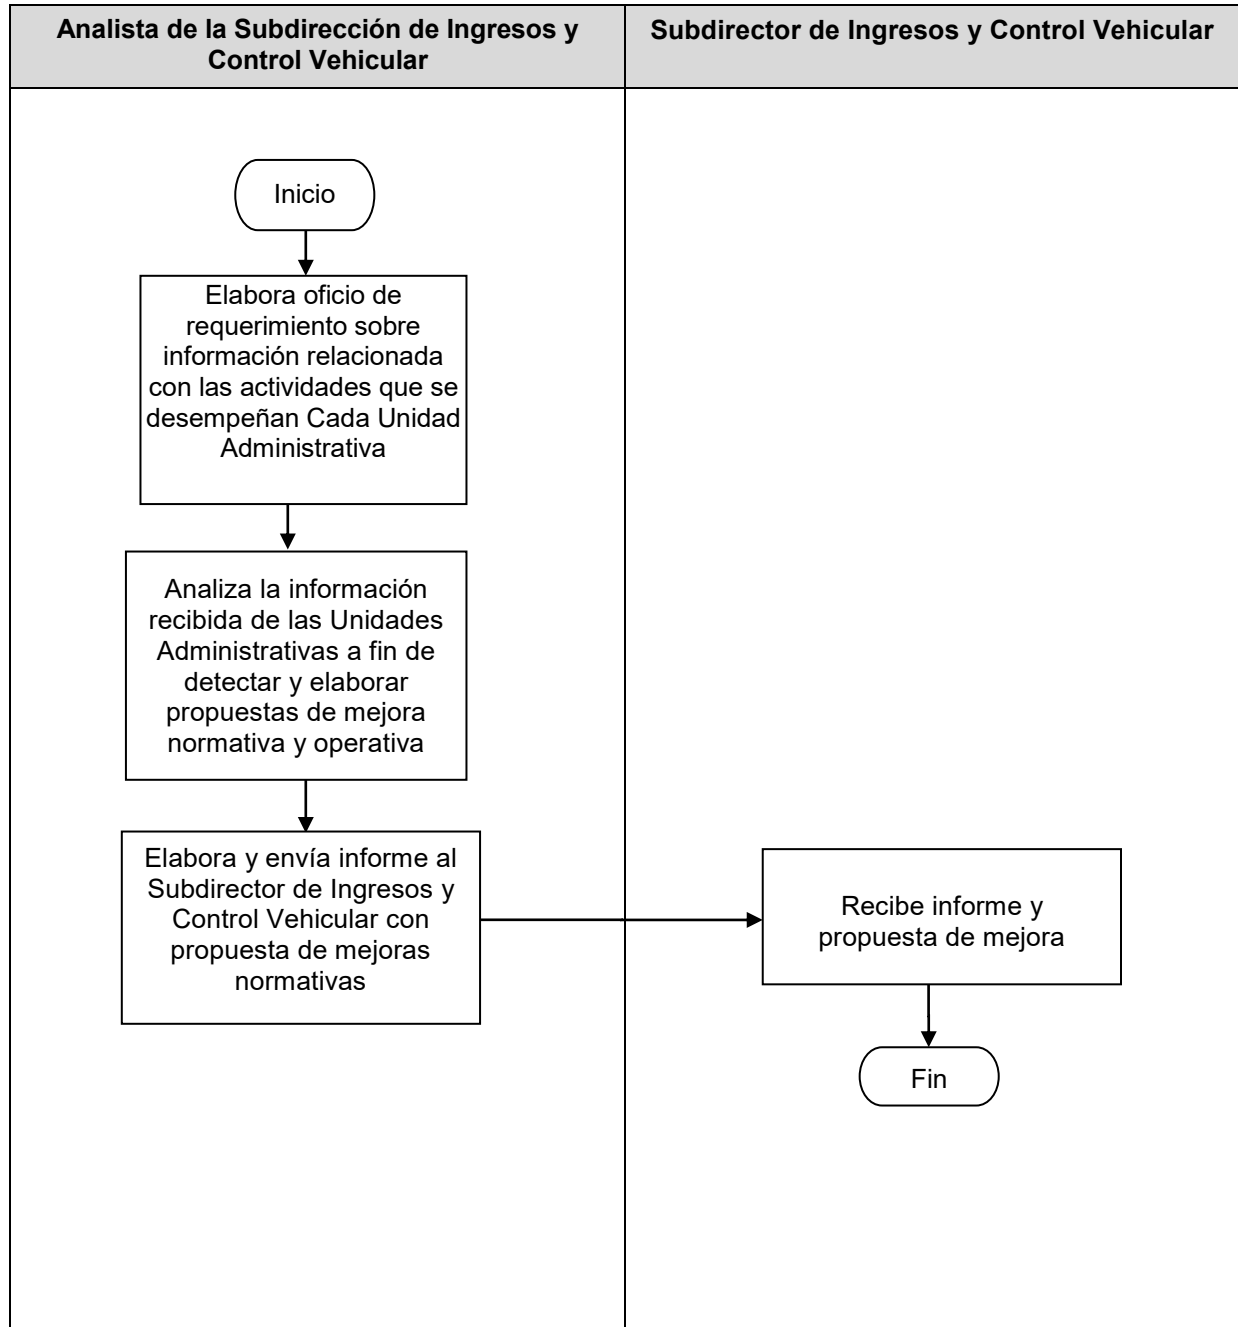 Analista de la Subdirección de Ingresos y
Control Vehicular
Subdirector de Ingresos y Control Vehicular
Inicio
Elabora oficio de
requerimiento sobre
información relacionada
con las actividades que se
desempeñan Cada Unidad
Administrativa
Analiza la información
recibida de las Unidades
Administrativas a fin de
detectar y elaborar
propuestas de mejora
normativa y operativa
Elabora y envía informe al
Subdirector de Ingresos y
Control Vehicular con
propuesta de mejoras
normativas
Recibe informe y
propuesta de mejora
Fin